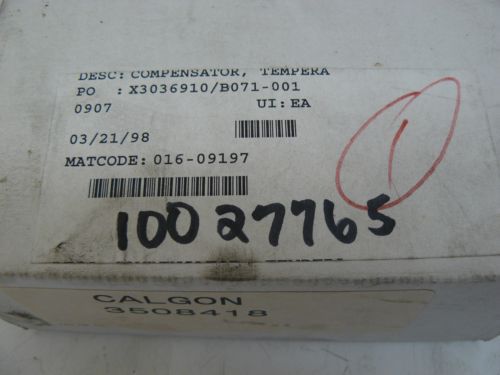 DESC: COMPENSATOR, TEMPERA
PO : X3036910/B071-001
0907 UI: EA
03/21/98
MATCODE: 016-09197
10027765
CALGON
3508418